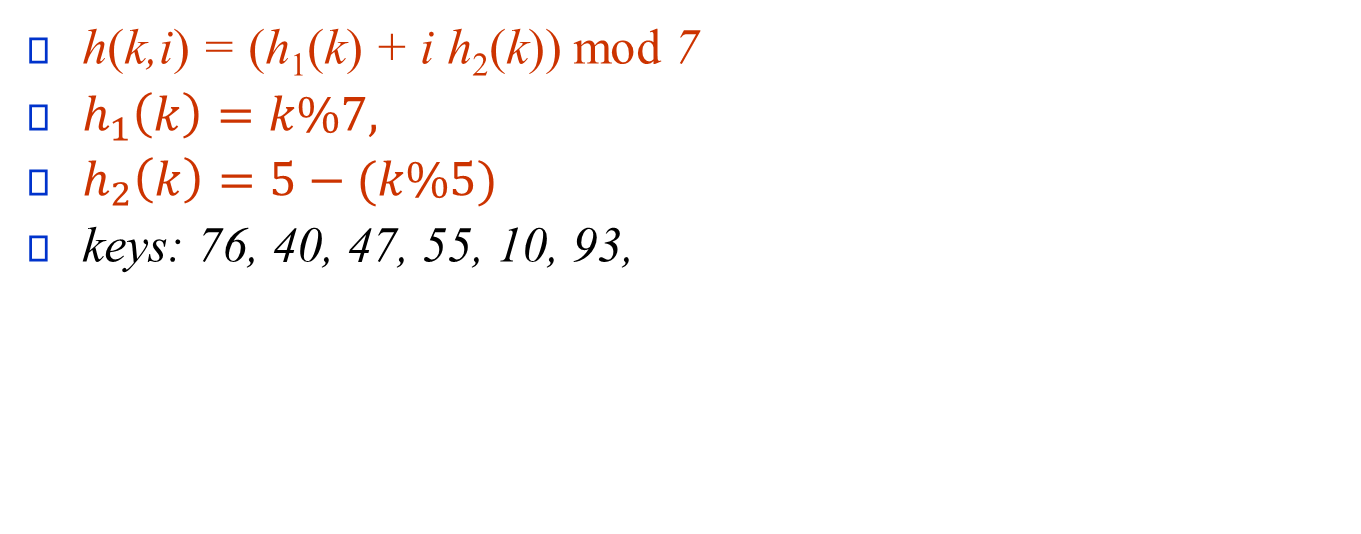 h(k,i) = (h₁(k) + i h₂(k)) mod 7
h₁(k) = k%7,
h₂(k) = 5 − (k%5)
keys: 76, 40, 47, 55, 10, 93,